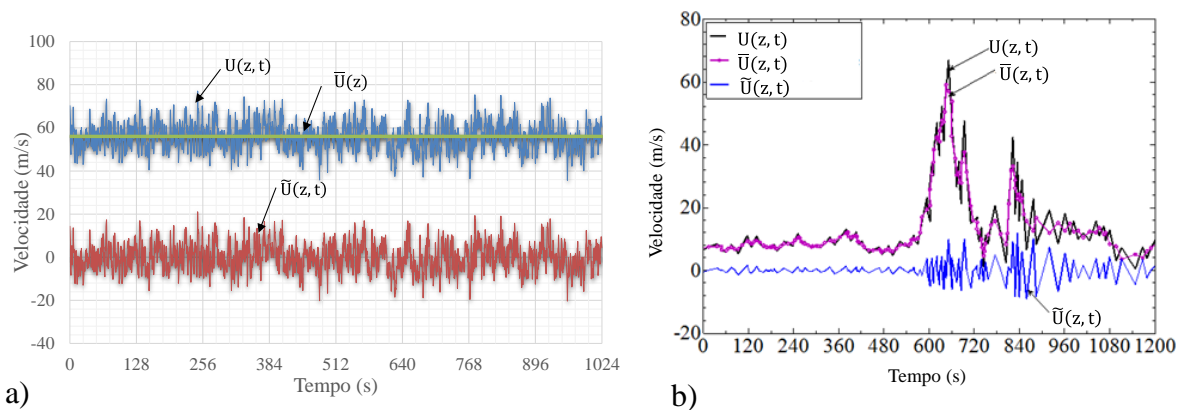 100
80
60
40
20
0
-20
-40
Velocidade (m/s)
U(z, t)
U̅(z)
Ũ(z, t)
0 128 256 384 512 640 768 896 1024
Tempo (s)
a)
80
60
40
20
0
-20
Velocidade (m/s)
U(z, t)
U̅(z, t)
Ũ(z, t)
U(z, t)
U̅(z, t)
Ũ(z, t)
0 120 240 360 480 600 720 840 960 1080 1200
Tempo (s)
b)